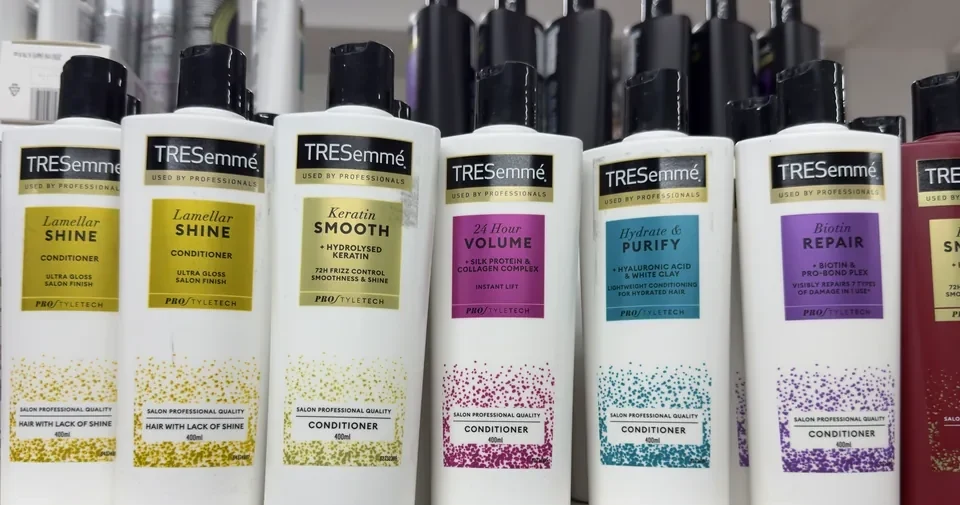 TRESemmé
USED BY PROFESSIONALS
Lamellar
SHINE
CONDITIONER
ULTRA GLOSS
SALON FINISH
PRO/STYLETECH
SALON PROFESSIONAL QUALITY
HAIR WITH LACK OF SHINE
400ml
TRESemmé
USED BY PROFESSIONALS
Lamellar
SHINE
CONDITIONER
ULTRA GLOSS
SALON FINISH
PRO/STYLETECH
SALON PROFESSIONAL QUALITY
HAIR WITH LACK OF SHINE
400ml
TRESemmé
USED BY PROFESSIONALS
Keratin
SMOOTH
+ HYDROLYSED
KERATIN
72H FRIZZ CONTROL
SMOOTHNESS & SHINE
PRO/STYLETECH
SALON PROFESSIONAL QUALITY
CONDITIONER
400ml
TRESemmé
USED BY PROFESSIONALS
24 Hour
VOLUME
+ SILK PROTEIN &
COLLAGEN COMPLEX
INSTANT LIFT
PRO/STYLETECH
SALON PROFESSIONAL QUALITY
CONDITIONER
400ml
TRESemmé
USED BY PROFESSIONALS
Hydrate &
PURIFY
+ HYALURONIC ACID
& WHITE CLAY
LIGHTWEIGHT CONDITIONING
FOR HYDRATED HAIR
PRO/STYLETECH
SALON PROFESSIONAL QUALITY
CONDITIONER
400ml
TRESemmé
USED BY PROFESSIONALS
Biotin
REPAIR
+ BIOTIN &
PRO-BOND PLEX
VISIBLY REPAIRS 7 TYPES
OF DAMAGE IN 1 USE*
PRO/STYLETECH
SALON PROFESSIONAL QUALITY
CONDITIONER
400ml
TRE
USED BY
72H